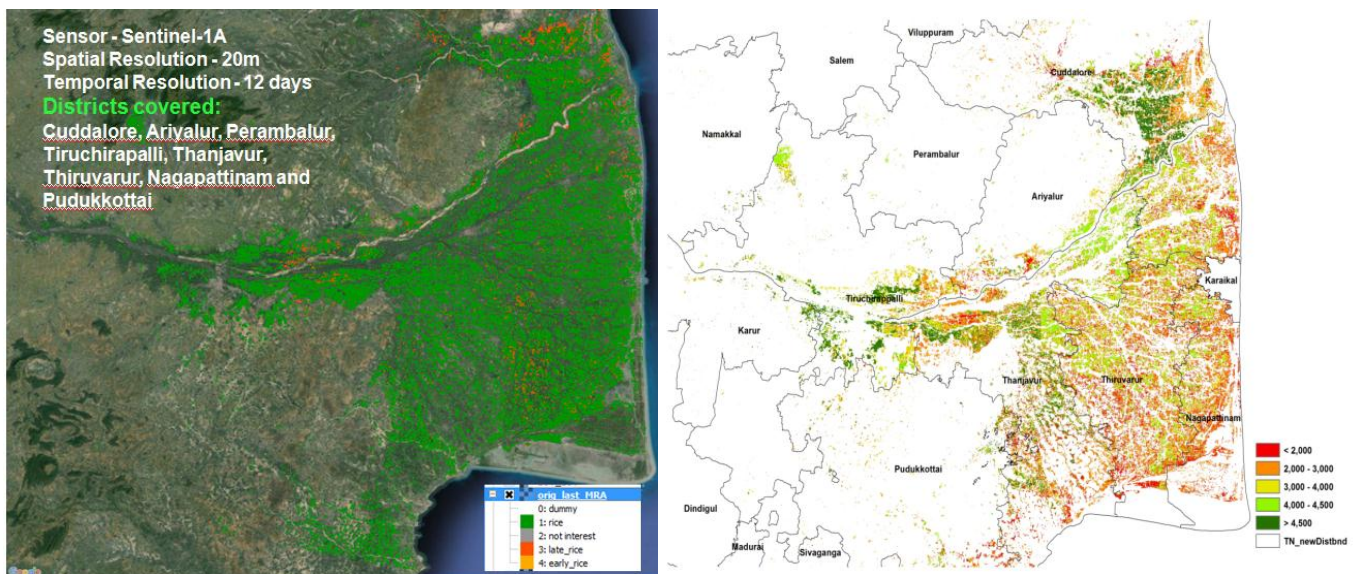 Sensor - Sentinel-1A
Spatial Resolution - 20m
Temporal Resolution - 12 days
Districts covered:
Cuddalore, Ariyalur, Perambalur,
Tiruchirapalli, Thanjavur,
Thiruvarur, Nagapattinam and
Pudukkottai
orig_last_MRA
0: dummy
1: rice
2: not interest
3: late_rice
4: early_rice
Google
Viluppuram
Salem
Cuddalore
Namakkal
Perambalur
Ariyalur
Karaikal
Tiruchirappalli
Karur
Thanjavur
Thiruvarur
Nagapattinam
Pudukkottai
Dindigul
Madurai
Sivaganga
< 2,000
2,000 - 3,000
3,000 - 4,000
4,000 - 4,500
> 4,500
TN_newDistbnd